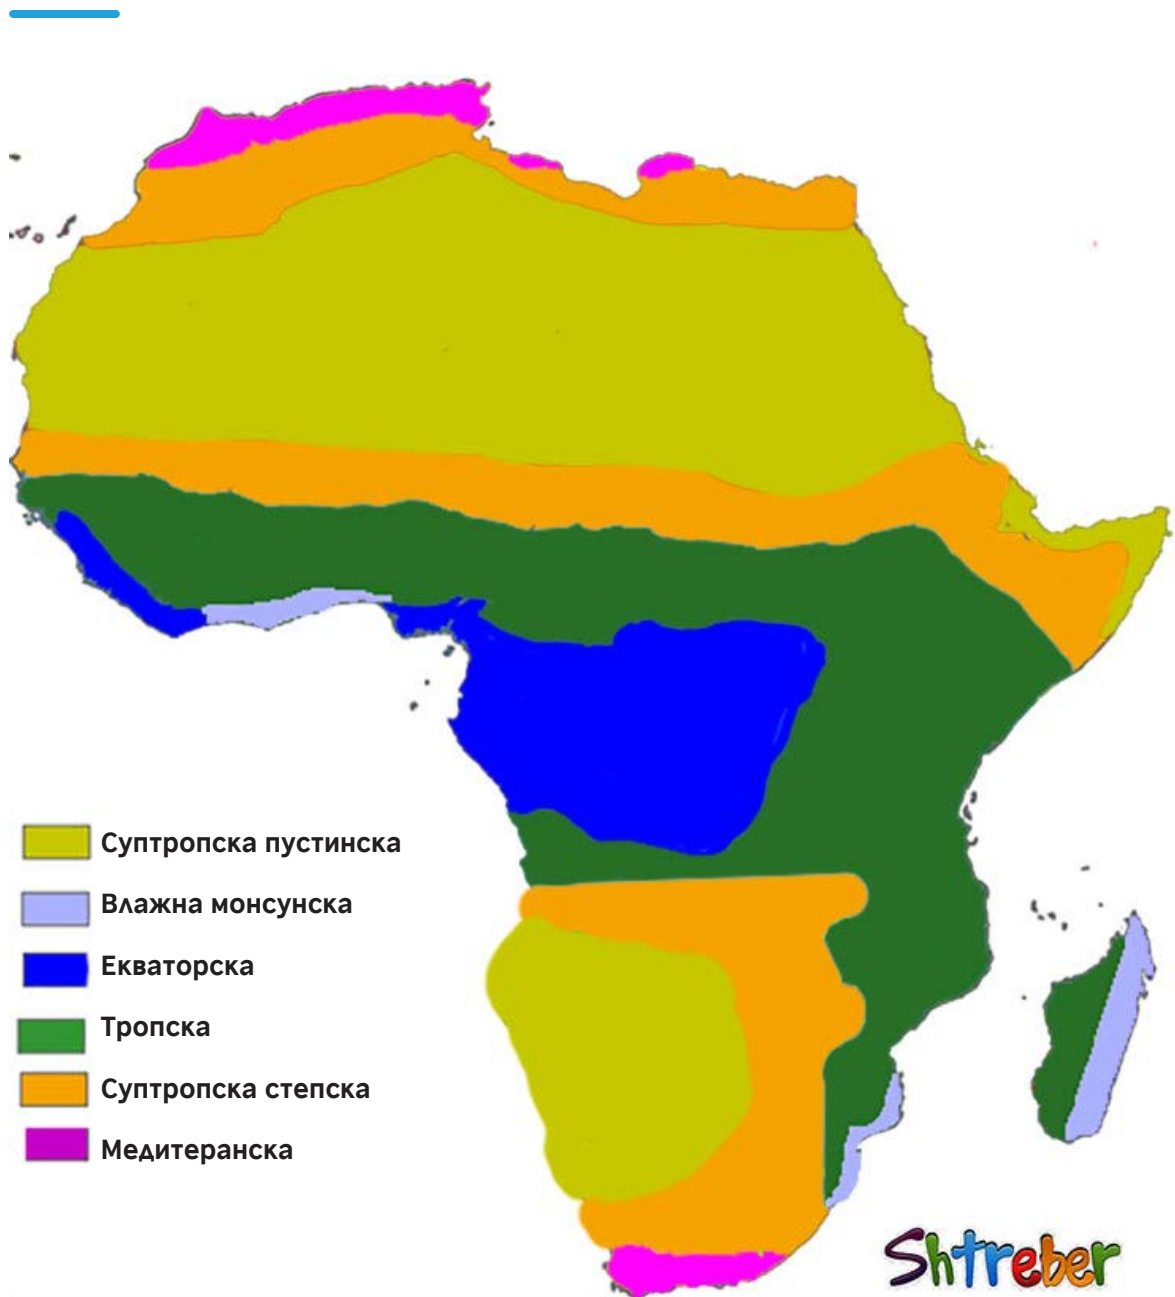 Суптропска пустинска
Влажна монсунска
Екваторска
Тропска
Суптропска степска
Медитеранска
Shtreber